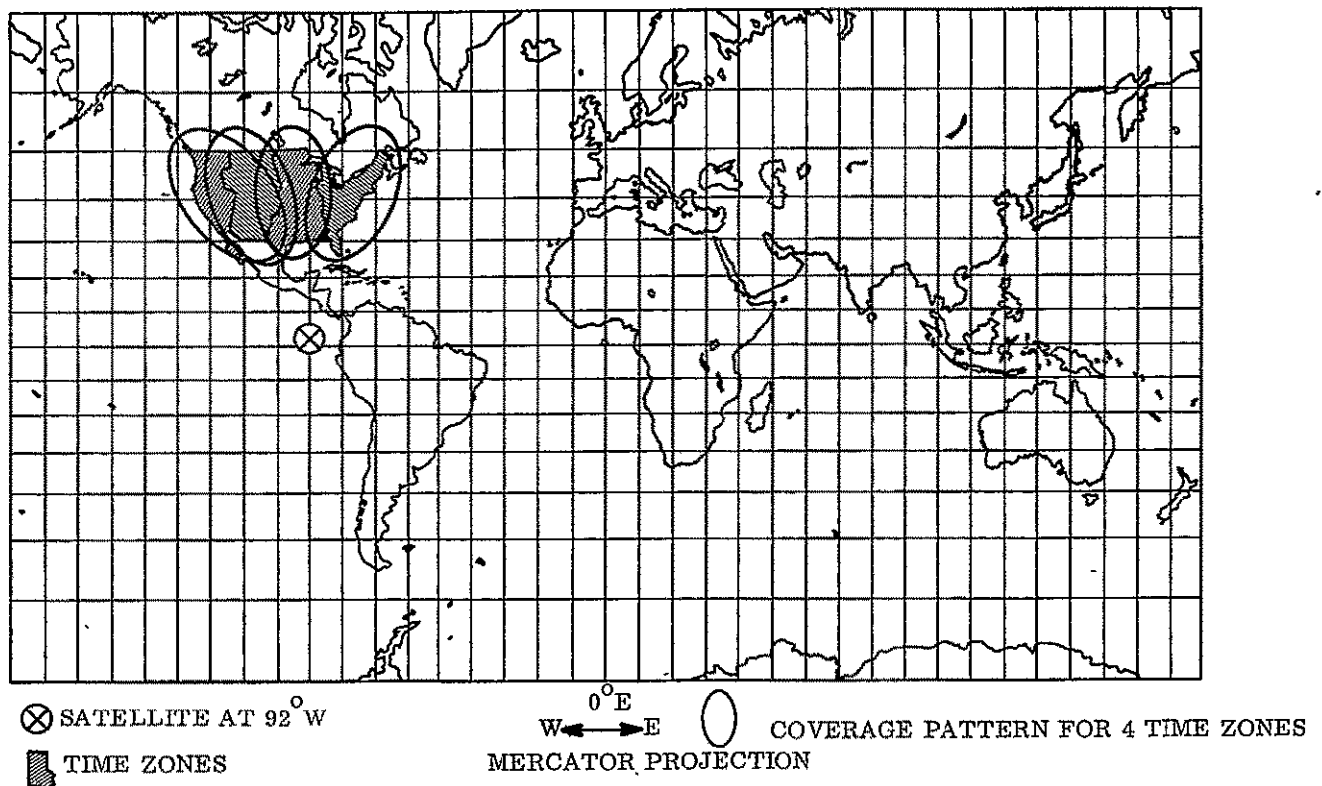 0°E
⊗ SATELLITE AT 92°W
W E
COVERAGE PATTERN FOR 4 TIME ZONES
TIME ZONES
MERCATOR PROJECTION